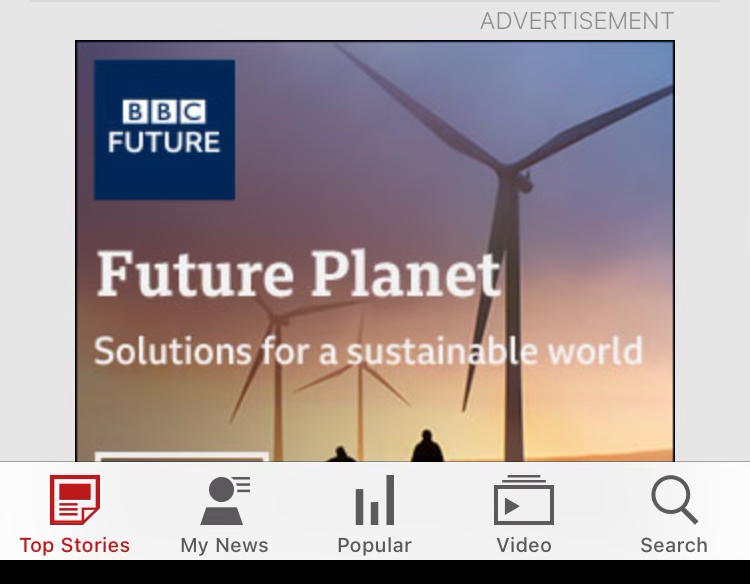 ADVERTISEMENT
BBC
FUTURE
Future Planet
Solutions for a sustainable world
Top Stories
My News
Popular
Video
Search